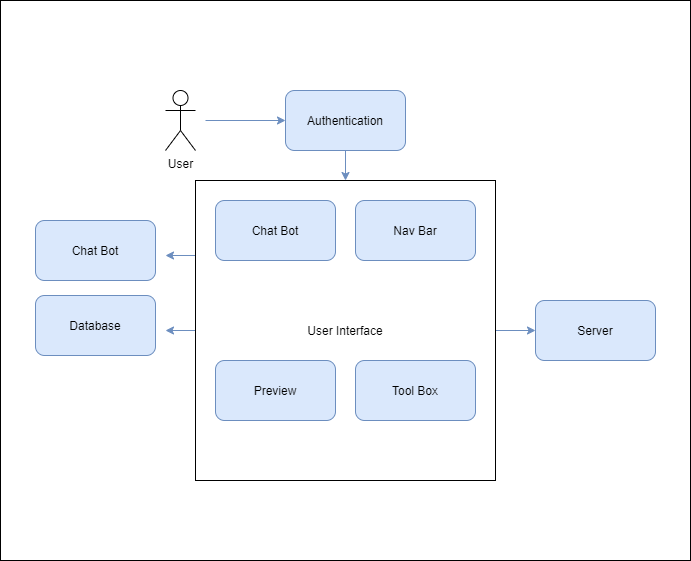 Authentication
User
Chat Bot
Nav Bar
Chat Bot
Database
User Interface
Server
Preview
Tool Box